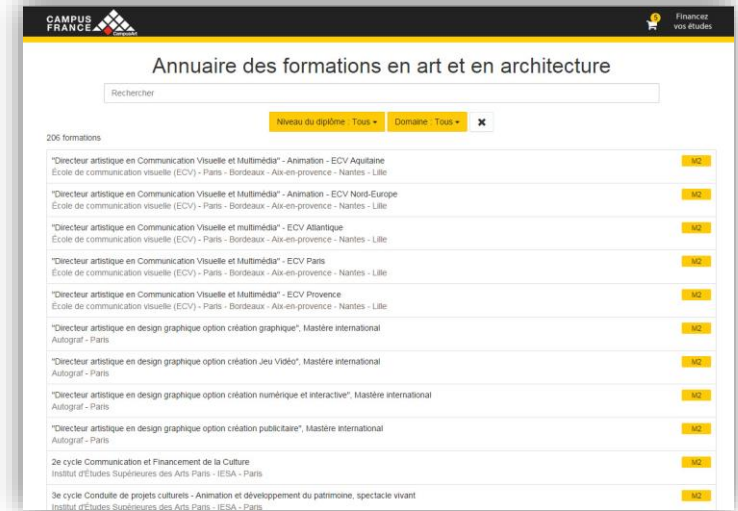 CAMPUS
FRANCE
CampusArt
5
Financez
vos études
Annuaire des formations en art et en architecture
Rechercher
Niveau du diplôme : Tous
Domaine : Tous
206 formations
"Directeur artistique en Communication Visuelle et Multimédia" - Animation - ECV Aquitaine
M2
École de communication visuelle (ECV) - Paris - Bordeaux - Aix-en-provence - Nantes - Lille
"Directeur artistique en Communication Visuelle et Multimédia" - Animation - ECV Nord-Europe
M2
École de communication visuelle (ECV) - Paris - Bordeaux - Aix-en-provence - Nantes - Lille
"Directeur artistique en Communication Visuelle et multimédia" - ECV Atlantique
M2
École de communication visuelle (ECV) - Paris - Bordeaux - Aix-en-provence - Nantes - Lille
"Directeur artistique en Communication Visuelle et Multimédia" - ECV Paris
M2
École de communication visuelle (ECV) - Paris - Bordeaux - Aix-en-provence - Nantes - Lille
"Directeur artistique en Communication Visuelle et Multimédia" - ECV Provence
M2
École de communication visuelle (ECV) - Paris - Bordeaux - Aix-en-provence - Nantes - Lille
"Directeur artistique en design graphique option création graphique", Mastère international
M2
Autograf - Paris
"Directeur artistique en design graphique option création Jeu Vidéo", Mastère international
M2
Autograf - Paris
"Directeur artistique en design graphique option création numérique et interactive", Mastère international
M2
Autograf - Paris
"Directeur artistique en design graphique option création publicitaire", Mastère international
M2
Autograf - Paris
2e cycle Communication et Financement de la Culture
M2
Institut d'Études Supérieures des Arts Paris - IESA - Paris
3e cycle Conduite de projets culturels - Animation et développement du patrimoine, spectacle vivant
M2
Institut d'Études Supérieures des Arts Paris - IESA - Paris